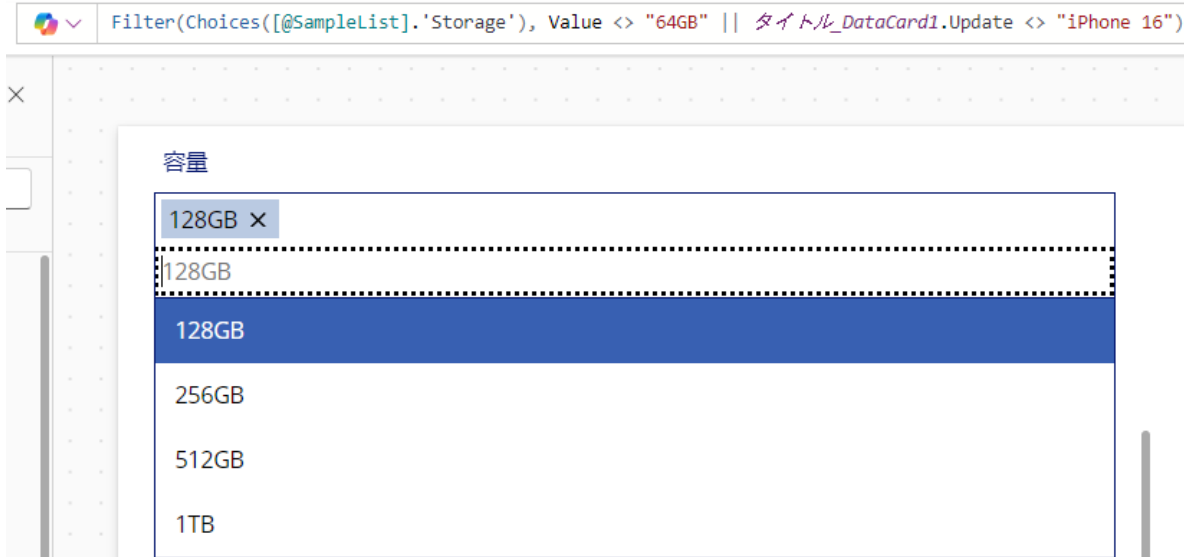 Filter(Choices([@SampleList].'Storage'), Value <> "64GB" || タイトル_DataCard1.Update <> "iPhone 16")
容量
128GB ×
128GB
128GB
256GB
512GB
1TB